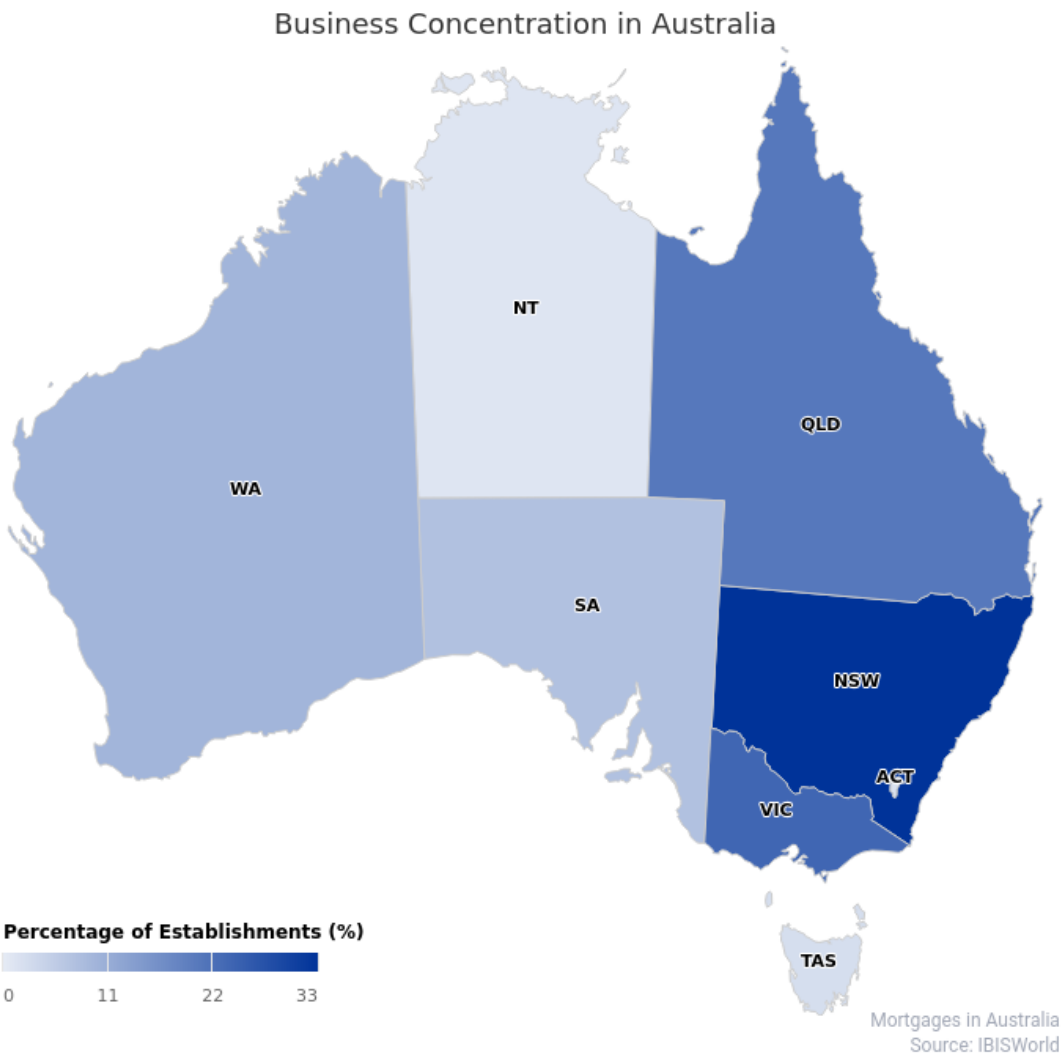 Business Concentration in Australia
NT
QLD
WA
SA
NSW
ACT
VIC
Percentage of Establishments (%)
TAS
0 11 22 33
Mortgages in Australia
Source: IBISWorld